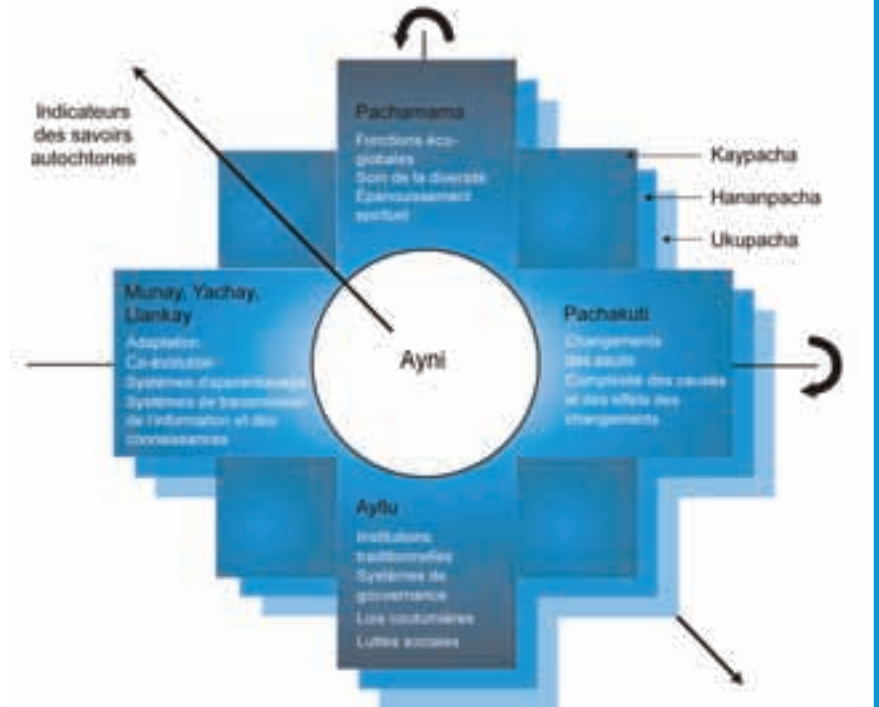 Indicateurs
des savoirs
autochtones
Pachamama
Fonctions éco-
globales
Soin de la diversité
Épanouissement
spirituel
Kaypacha
Hananpacha
Ukupacha
Munay, Yachay,
Llankay
Adaptation
Co-évolution
Systèmes d'apprentissage
Systèmes de transmission
de l'information et des
connaissances
Ayni
Pachakuti
Changements
Complexité des causes
et des effets des
changements
Ayllu
Institutions
traditionnelles
Systèmes de
gouvernance
Lois coutumières
Luttes sociales